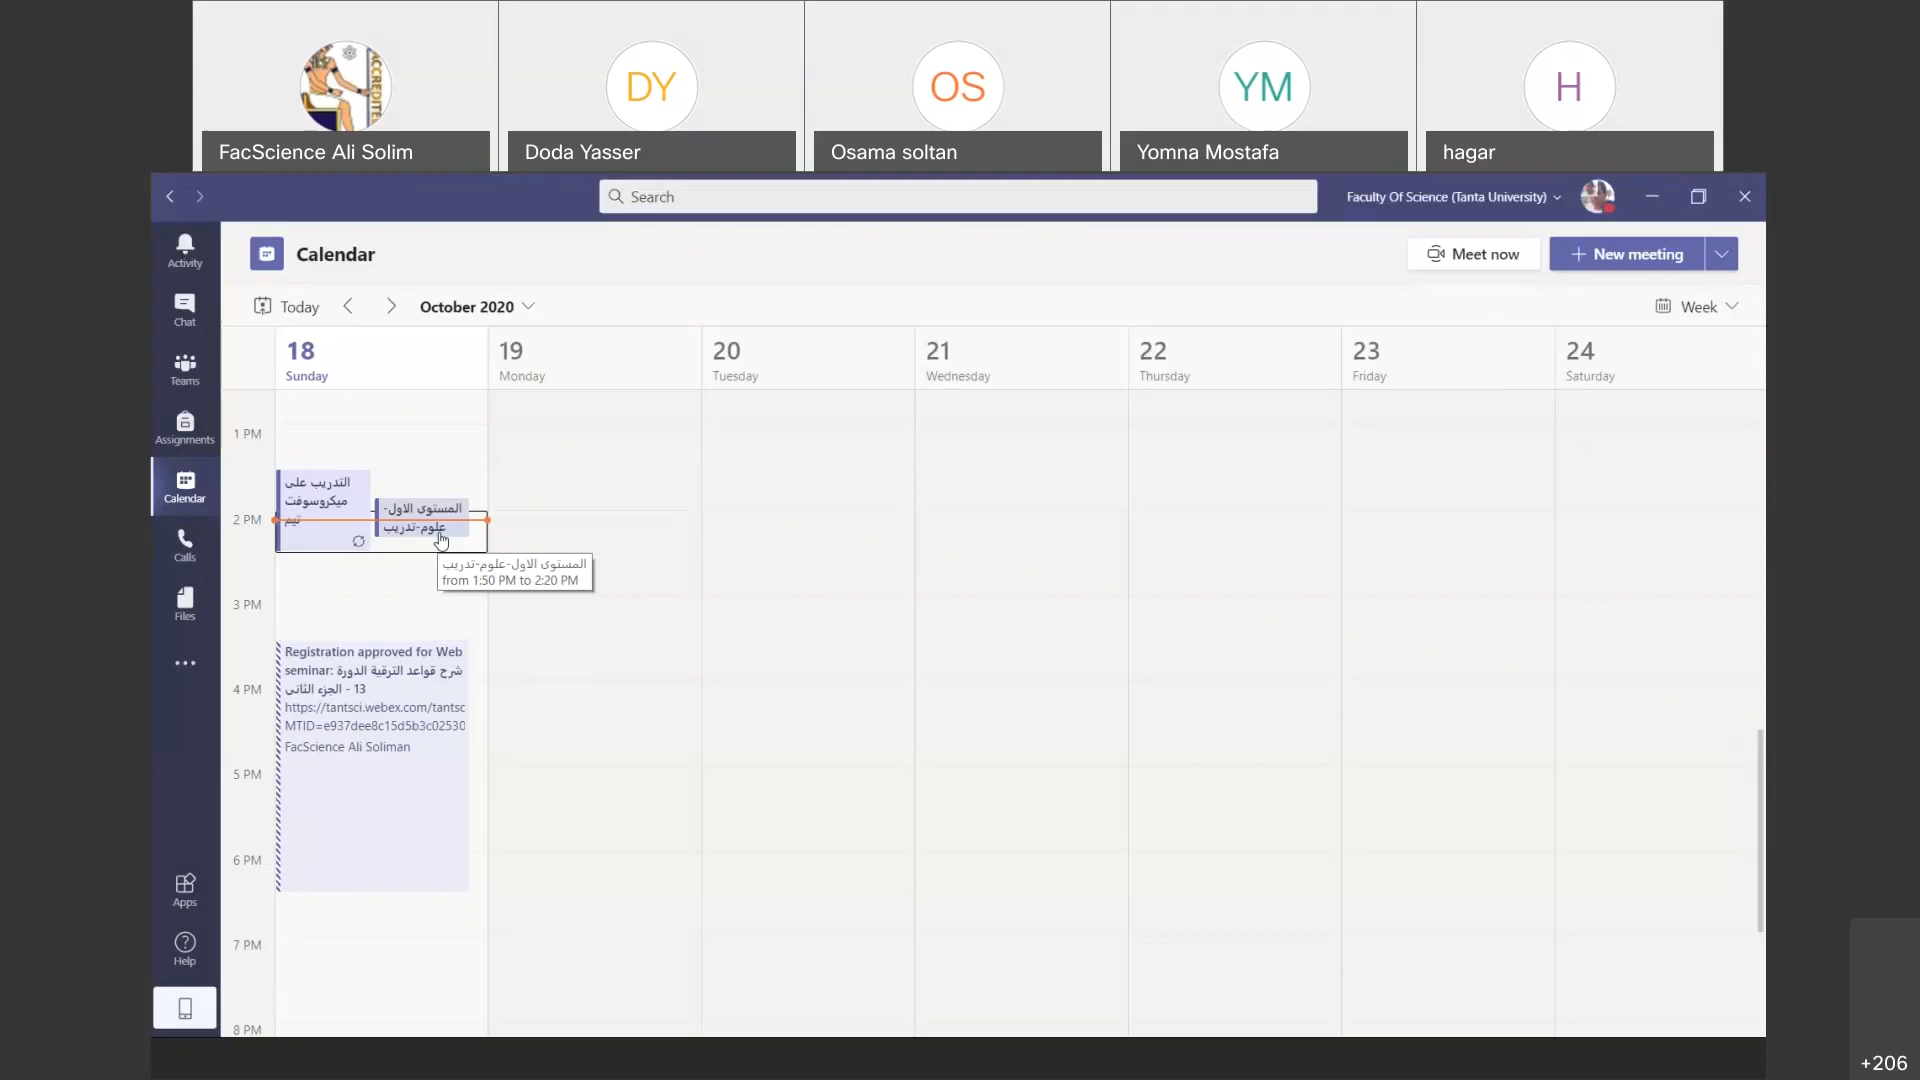 ACCREDITED
DY
OS
YM
H
FacScience Ali Solim
Doda Yasser
Osama soltan
Yomna Mostafa
hagar
Search
Faculty Of Science (Tanta University)
Activity
Chat
Teams
Assignments
Calendar
Calls
Files
Apps
Help
Calendar
Meet now
New meeting
Today
October 2020
Week
18
Sunday
19
Monday
20
Tuesday
21
Wednesday
22
Thursday
23
Friday
24
Saturday
1 PM
2 PM
3 PM
4 PM
5 PM
6 PM
7 PM
8 PM
التدريب على
ميكروسوفت
تيم
المستوى الاول-
علوم-تدريب
المستوى الاول-علوم-تدريب
from 1:50 PM to 2:20 PM
Registration approved for Web
seminar: شرح قواعد الترقية الدورة
13 - الجزء الثانى
https://tantsci.webex.com/tantsc
MTID=e937dee8c15d5b3c02530
FacScience Ali Soliman
+206